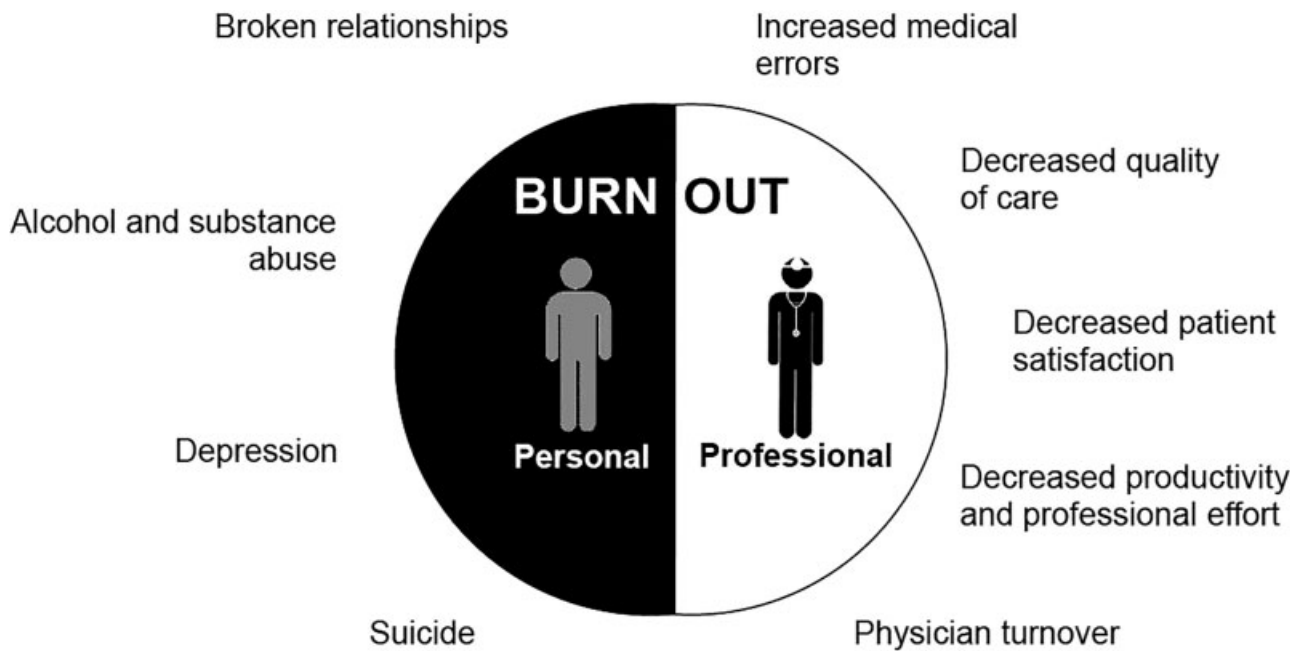 Broken relationships
Increased medical
errors
Decreased quality
of care
BURN OUT
Alcohol and substance
abuse
Decreased patient
satisfaction
Depression
Personal
Professional
Decreased productivity
and professional effort
Suicide
Physician turnover